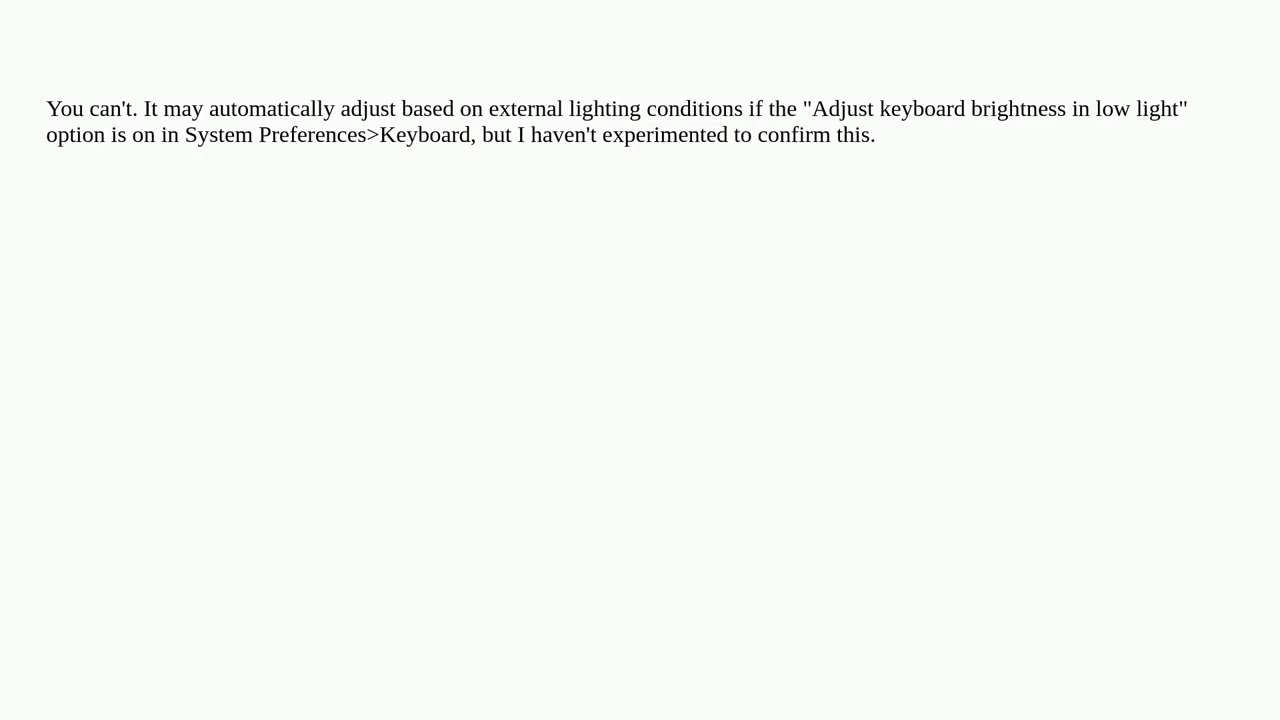 You can't. It may automatically adjust based on external lighting conditions if the "Adjust keyboard brightness in low light"
option is on in System Preferences>Keyboard, but I haven't experimented to confirm this.